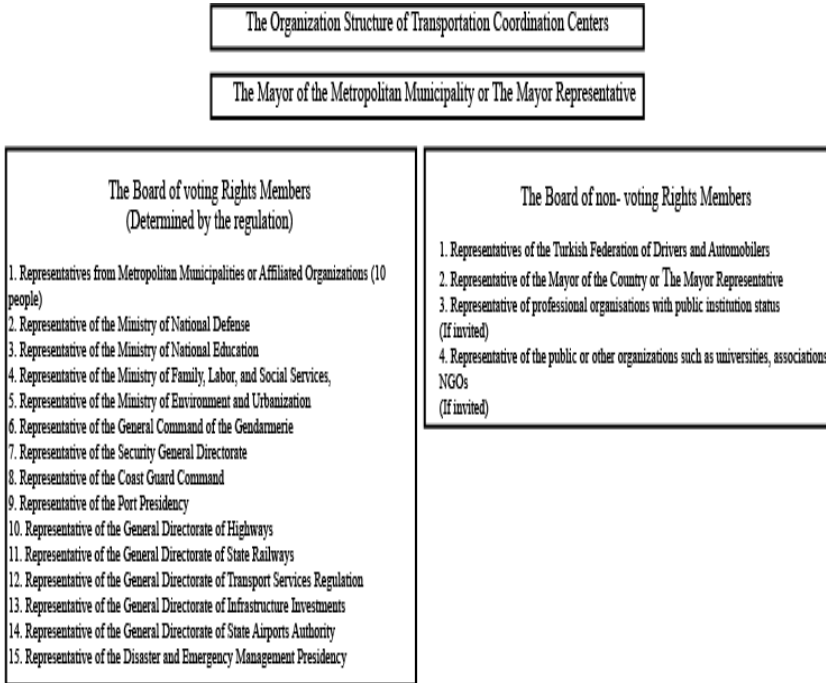 The Organization Structure of Transportation Coordination Centers
The Mayor of the Metropolitan Municipality or The Mayor Representative
The Board of voting Rights Members
(Determined by the regulation)
1. Representatives from Metropolitan Municipalities or Affiliated Organizations (10
people)
2. Representative of the Ministry of National Defense
3. Representative of the Ministry of National Education
4. Representative of the Ministry of Family, Labor, and Social Services,
5. Representative of the Ministry of Environment and Urbanization
6. Representative of the General Command of the Gendarmerie
7. Representative of the Security General Directorate
8. Representative of the Coast Guard Command
9. Representative of the Port Presidency
10. Representative of the General Directorate of Highways
11. Representative of the General Directorate of State Railways
12. Representative of the General Directorate of Transport Services Regulation
13. Representative of the General Directorate of Infrastructure Investments
14. Representative of the General Directorate of State Airports Authority
15. Representative of the Disaster and Emergency Management Presidency
The Board of non- voting Rights Members
1. Representatives of the Turkish Federation of Drivers and Automobilers
2. Representative of the Mayor of the Country or The Mayor Representative
3. Representative of professional organisations with public institution status
(If invited)
4. Representative of the public or other organizations such as universities, associations
NGOs
(If invited)